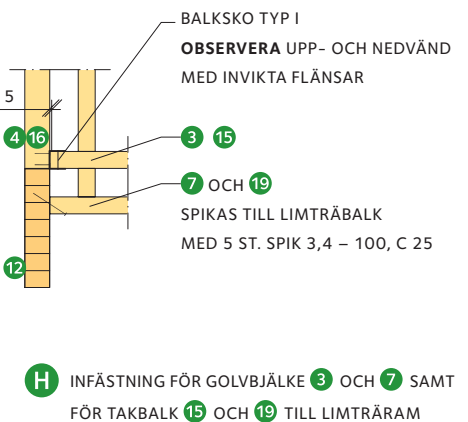 BALKSKO TYP I
OBSERVERA UPP- OCH NEDVÄND
MED INVIKTA FLÄNSAR
5
4 16
3 15
7 OCH 19
SPIKAS TILL LIMTRÄBALK
MED 5 ST. SPIK 3,4 – 100, C 25
12
H INFÄSTNING FÖR GOLVBJÄLKE 3 OCH 7 SAMT
FÖR TAKBALK 15 OCH 19 TILL LIMTRÄRAM